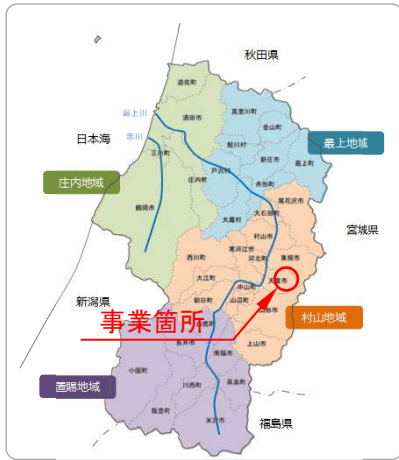 秋田県
遊佐町
真室川町
最上川
酒田市
金山町
日本海
赤川
鮭川村
最上地域
三川町
戸沢村
新庄市
最上町
庄内地域
庄内町
舟形町
尾花沢市
鶴岡市
大蔵村
大石田町
宮城県
村山市
寒河江市
東根市
西川町
河北町
大江町
天童市
中山町
新潟県
朝日町
山辺町
事業箇所
山形市
村山地域
白鷹町
上山市
長井市
南陽市
小国町
置賜地域
川西町
高畠町
飯豊町
米沢市
福島県